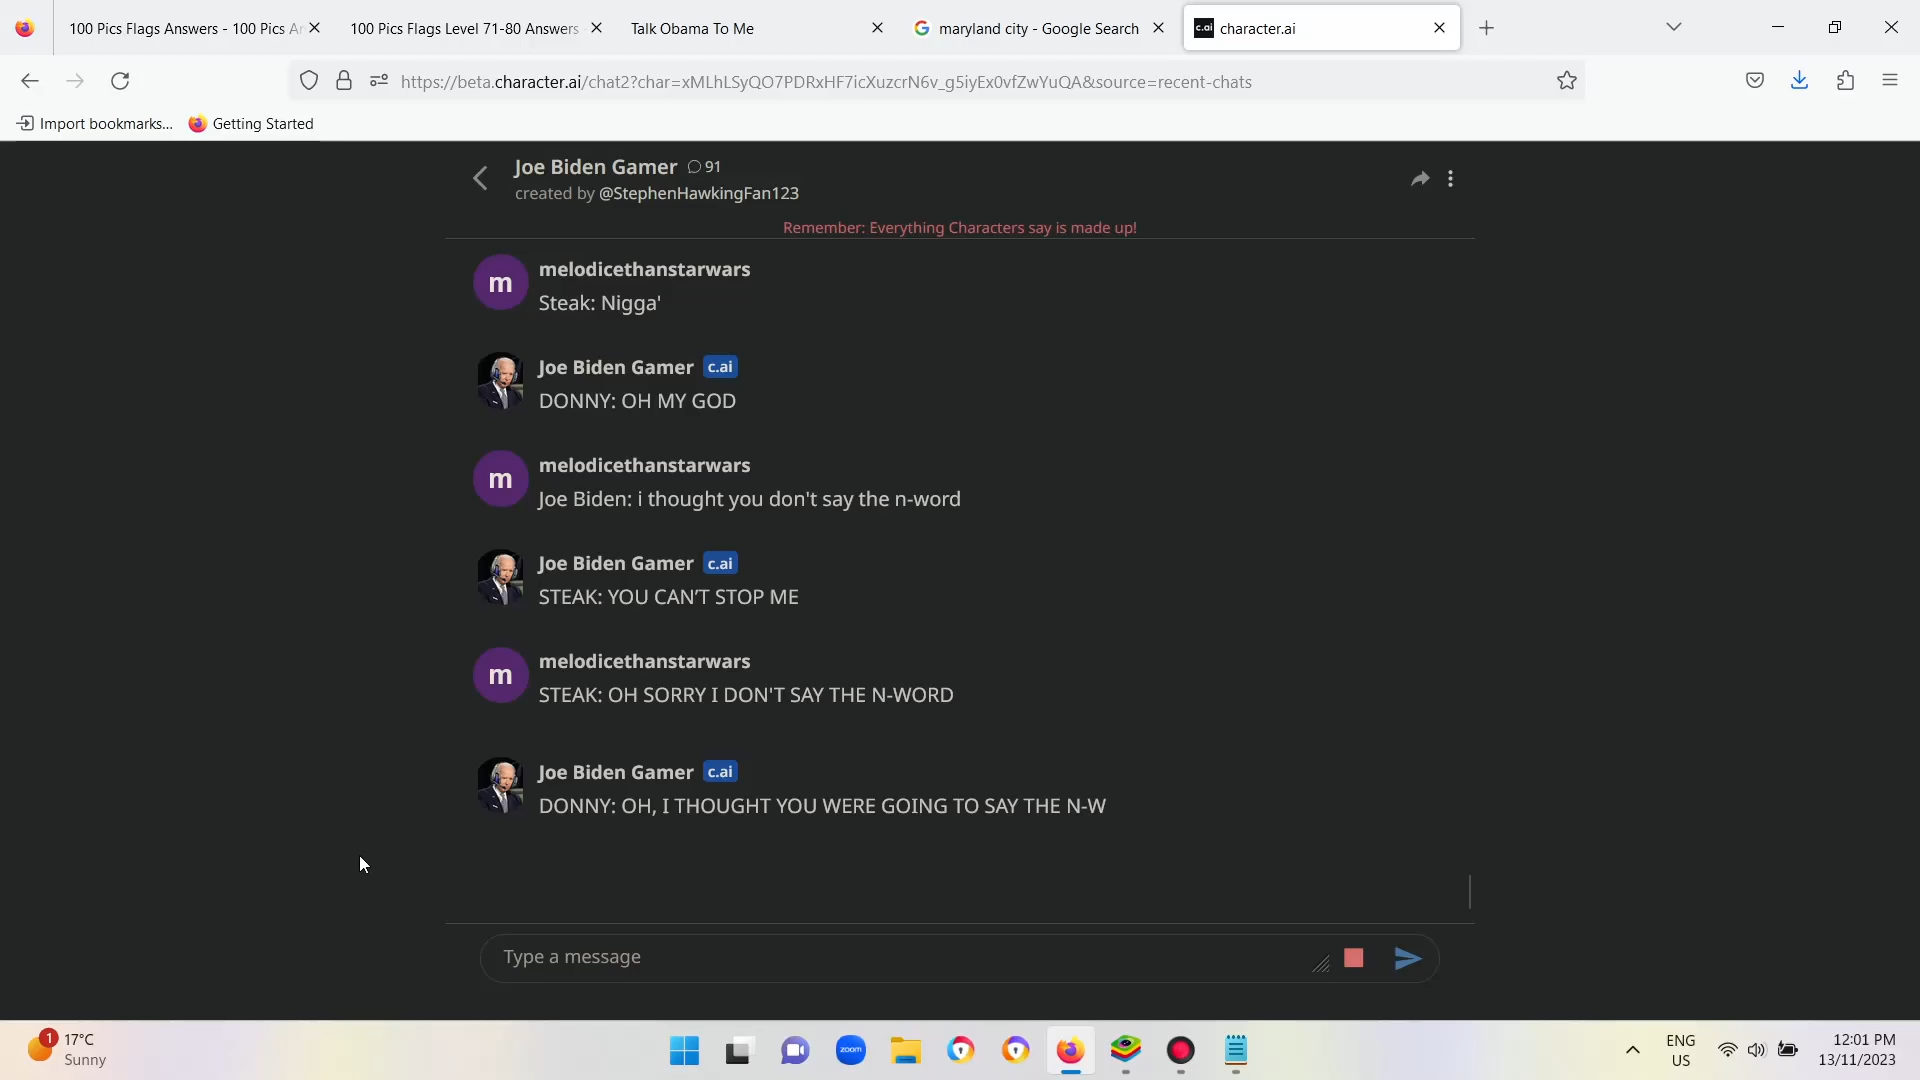 100 Pics Flags Answers - 100 Pics An
100 Pics Flags Level 71-80 Answers
Talk Obama To Me
maryland city - Google Search
c.ai
character.ai
https://beta.character.ai/chat2?char=xMLhLSyQO7PDRxHF7icXuzcrN6v_g5iyEx0vfZwYuQA&source=recent-chats
Import bookmarks...
Getting Started
Joe Biden Gamer 91
created by @StephenHawkingFan123
Remember: Everything Characters say is made up!
m
melodicethanstarwars
Steak: Nigga'
Joe Biden Gamer c.ai
DONNY: OH MY GOD
m
melodicethanstarwars
Joe Biden: i thought you don't say the n-word
Joe Biden Gamer c.ai
STEAK: YOU CAN’T STOP ME
m
melodicethanstarwars
STEAK: OH SORRY I DON'T SAY THE N-WORD
Joe Biden Gamer c.ai
DONNY: OH, I THOUGHT YOU WERE GOING TO SAY THE N-W
Type a message
1
17°C
Sunny
zoom
ENG
US
12:01 PM
13/11/2023